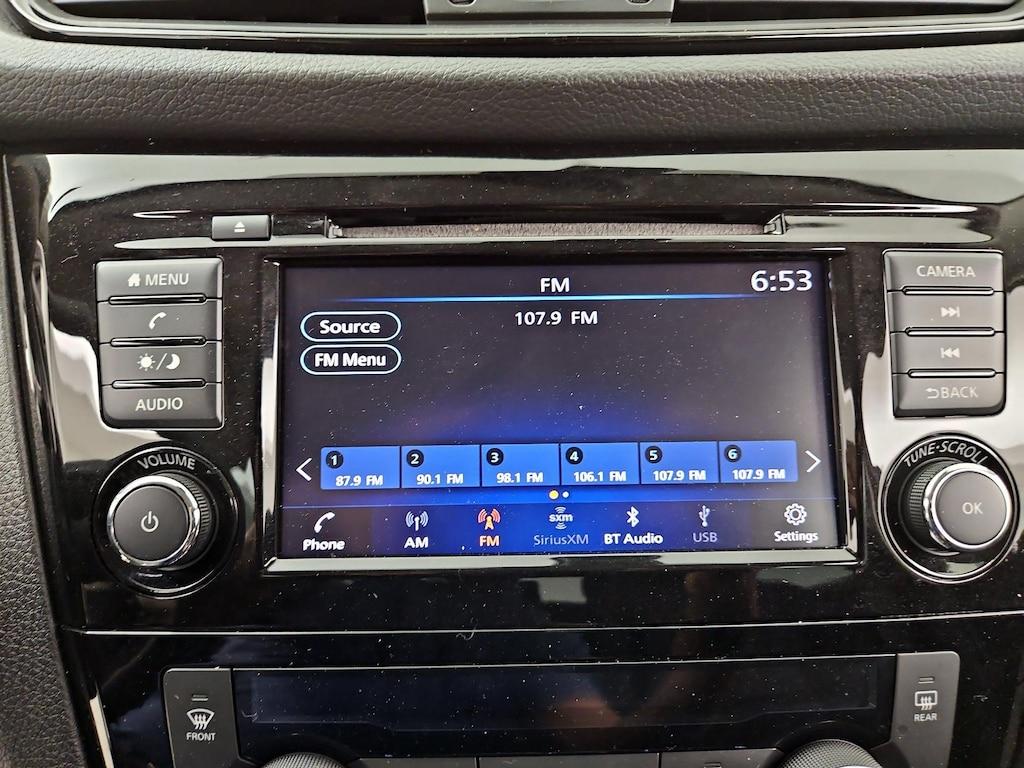 MENU
AUDIO
VOLUME
FM
6:53
107.9 FM
Source
FM Menu
1 87.9 FM
2 90.1 FM
3 98.1 FM
4 106.1 FM
5 107.9 FM
6 107.9 FM
Phone
AM
FM
sxm
SiriusXM
BT Audio
USB
Settings
CAMERA
BACK
TUNE·SCROLL
OK
FRONT
REAR